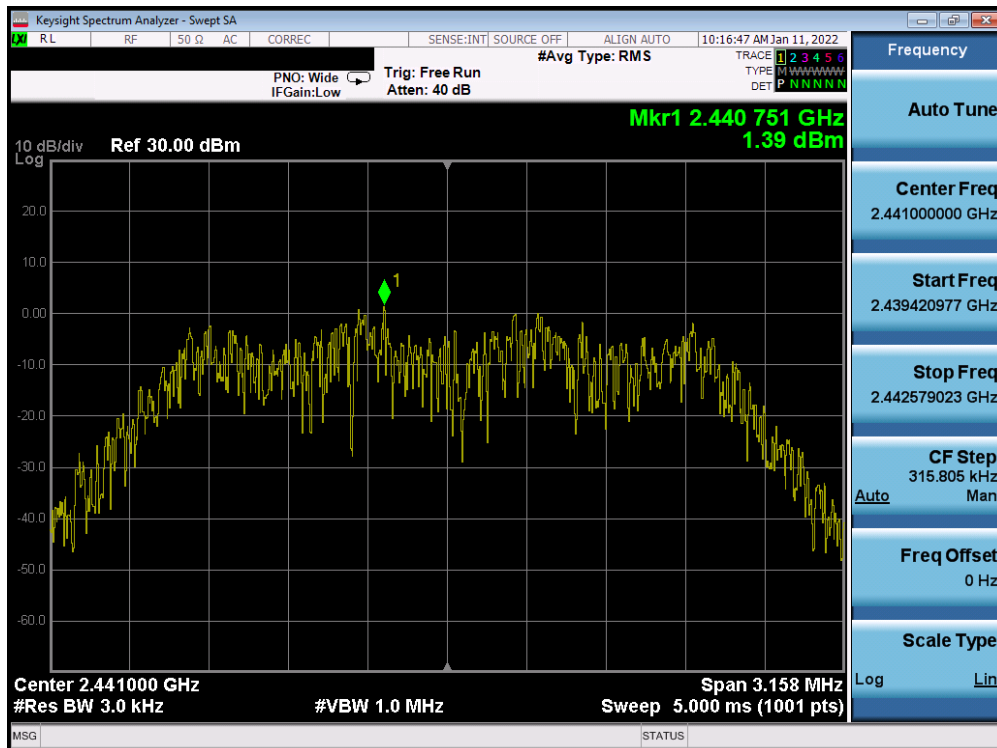 Keysight Spectrum Analyzer - Swept SA
LXI RL RF 50 Ω AC CORREC SENSE:INT SOURCE OFF ALIGN AUTO 10:16:47 AM Jan 11, 2022
#Avg Type: RMS
TRACE 1 2 3 4 5 6
PNO: Wide Trig: Free Run TYPE M WWWWW
IFGain:Low Atten: 40 dB DET P N N N N N
Mkr1 2.440 751 GHz
1.39 dBm
10 dB/div Ref 30.00 dBm
Log
20.0
10.0
1
0.00
-10.0
-20.0
-30.0
-40.0
-50.0
-60.0
Center 2.441000 GHz Span 3.158 MHz
#Res BW 3.0 kHz #VBW 1.0 MHz Sweep 5.000 ms (1001 pts)
MSG STATUS
Frequency
Auto Tune
Center Freq
2.441000000 GHz
Start Freq
2.439420977 GHz
Stop Freq
2.442579023 GHz
CF Step
315.805 kHz
Auto Man
Freq Offset
0 Hz
Scale Type
Log Lin